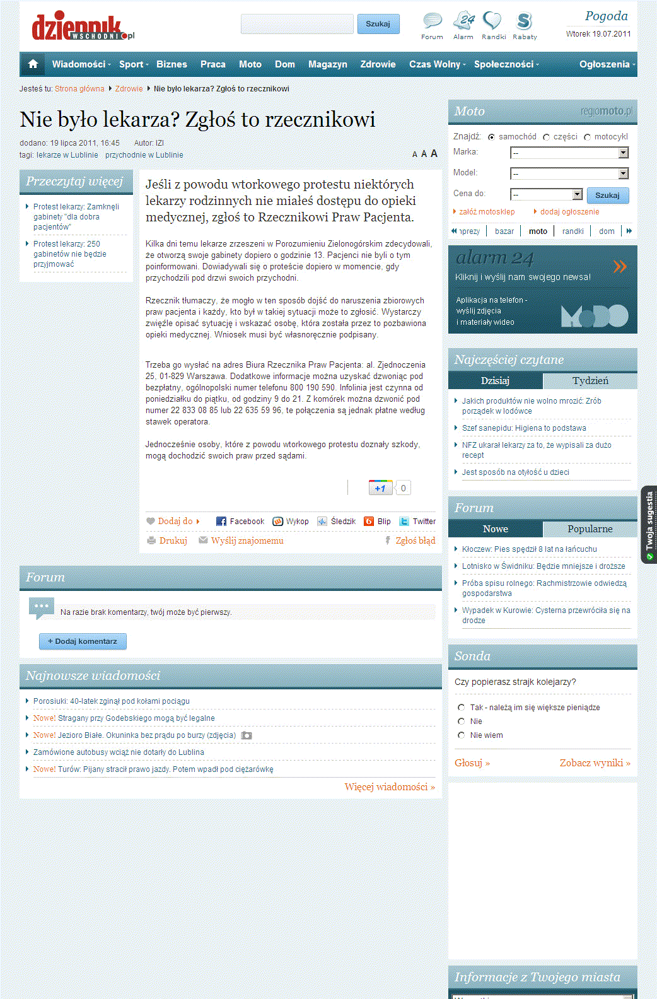 dziennik
WSCHODNI.pl
Szukaj
Forum Alarm Randki Rabaty
Pogoda
Wtorek 19.07.2011
Wiadomości Sport Biznes Praca Moto Dom Magazyn Zdrowie Czas Wolny Społeczności Ogłoszenia
Jesteś tu: Strona główna Zdrowie Nie było lekarza? Zgłoś to rzecznikowi
Nie było lekarza? Zgłoś to rzecznikowi
dodano: 19 lipca 2011, 16:45 Autor: IZI
tagi: lekarze w Lublinie przychodnie w Lublinie
A A A
Przeczytaj więcej
Protest lekarzy: Zamknęli
gabinety "dla dobra
pacjentów"
Protest lekarzy: 250
gabinetów nie będzie
przyjmować
Jeśli z powodu wtorkowego protestu niektórych
lekarzy rodzinnych nie miałeś dostępu do opieki
medycznej, zgłoś to Rzecznikowi Praw Pacjenta.
Kilka dni temu lekarze zrzeszeni w Porozumieniu Zielonogórskim zdecydowali,
że otworzą swoje gabinety dopiero o godzinie 13. Pacjenci nie byli o tym
poinformowani. Dowiadywali się o proteście dopiero w momencie, gdy
przychodzili pod drzwi swoich przychodni.
Rzecznik tłumaczy, że mogło w ten sposób dojść do naruszenia zbiorowych
praw pacjenta i każdy, kto był w takiej sytuacji może to zgłosić. Wystarczy
zwięźle opisać sytuację i wskazać osobę, która została przez to pozbawiona
opieki medycznej. Wniosek musi być własnoręcznie podpisany.
Trzeba go wysłać na adres Biura Rzecznika Praw Pacjenta: al. Zjednoczenia
25, 01-829 Warszawa. Dodatkowe informacje można uzyskać dzwoniąc pod
bezpłatny, ogólnopolski numer telefonu 800 190 590. Infolinia jest czynna od
poniedziałku do piątku, od godziny 9 do 21. Z komórek można dzwonić pod
numer 22 833 08 85 lub 22 635 59 96, te połączenia są jednak płatne według
stawek operatora.
Jednocześnie osoby, które z powodu wtorkowego protestu doznały szkody,
mogą dochodzić swoich praw przed sądami.
+1 0
Dodaj do Facebook Wykop Śledzik Blip Twitter
Drukuj Wyślij znajomemu Zgłoś błąd
Forum
Na razie brak komentarzy, twój może być pierwszy.
+ Dodaj komentarz
Najnowsze wiadomości
Porosiuki: 40-latek zginął pod kołami pociągu
Nowe! Stragany przy Godebskiego mogą być legalne
Nowe! Jezioro Białe. Okuninka bez prądu po burzy (zdjęcia)
Zamówione autobusy wciąż nie dotarły do Lublina
Nowe! Turów: Pijany stracił prawo jazdy. Potem wpadł pod ciężarówkę
Więcej wiadomości »
Moto regiomoto.pl
Znajdź: samochód części motocykl
Marka: --
Model: --
Cena do: -- Szukaj
załóż motosklep dodaj ogłoszenie
nprezy bazar moto randki dom
alarm 24
Kliknij i wyślij nam swojego newsa!
Aplikacja na telefon -
wyślij zdjęcia
i materiały wideo
MoDO
Najczęściej czytane
Dzisiaj Tydzień
Jakich produktów nie wolno mrozić: Zrób
porządek w lodówce
Szef sanepidu: Higiena to podstawa
NFZ ukarał lekarzy za to, że wypisali za dużo
recept
Jest sposób na otyłość u dzieci
Forum
Nowe Popularne
Kłoczew: Pies spędził 8 lat na łańcuchu
Lotnisko w Świdniku: Będzie mniejsze i droższe
Próba spisu rolnego: Rachmistrzowie odwiedzą
gospodarstwa
Wypadek w Kurowie: Cysterna przewróciła się na
drodze
Twoja sugestia
Sonda
Czy popierasz strajk kolejarzy?
Tak - należą im się większe pieniądze
Nie
Nie wiem
Głosuj » Zobacz wyniki »
Informacje z Twojego miasta